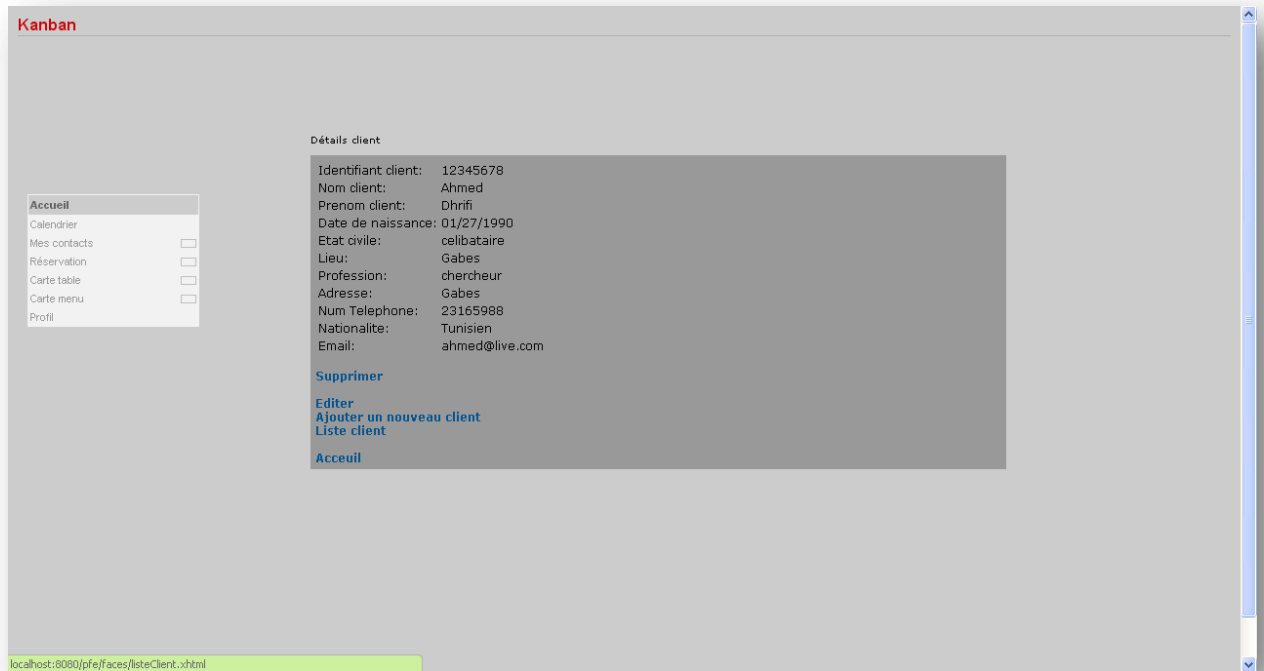 Kanban
Détails client
Identifiant client: 12345678
Nom client: Ahmed
Prenom client: Dhrifi
Date de naissance: 01/27/1990
Etat civile: celibataire
Lieu: Gabes
Profession: chercheur
Adresse: Gabes
Num Telephone: 23165988
Nationalite: Tunisien
Email: ahmed@live.com
Supprimer
Editer
Ajouter un nouveau client
Liste client
Acceuil
Accueil
Calendrier
Mes contacts
Réservation
Carte table
Carte menu
Profil
localhost:8080/pfe/faces/listeClient.xhtml